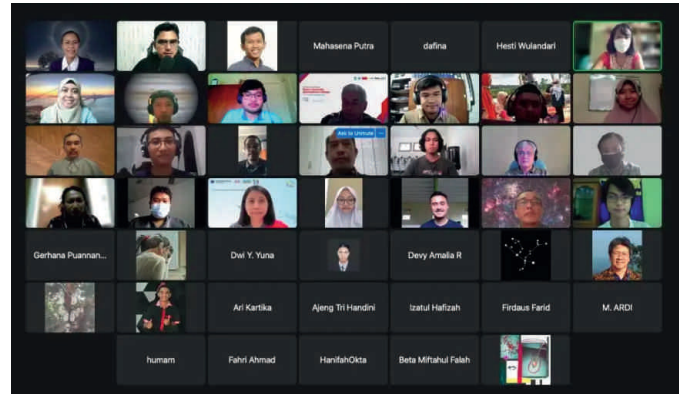 Mahasena Putra
dafina
Hesti Wulandari
Ask to Unmute
Gerhana Puannan...
Dwi Y. Yuna
Devy Amalia R
Ari Kartika
Ajeng Tri Handini
Izatul Hafizah
Firdaus Farid
M. ARDI
humam
Fahri Ahmad
HanifahOkta
Beta Miftahul Falah